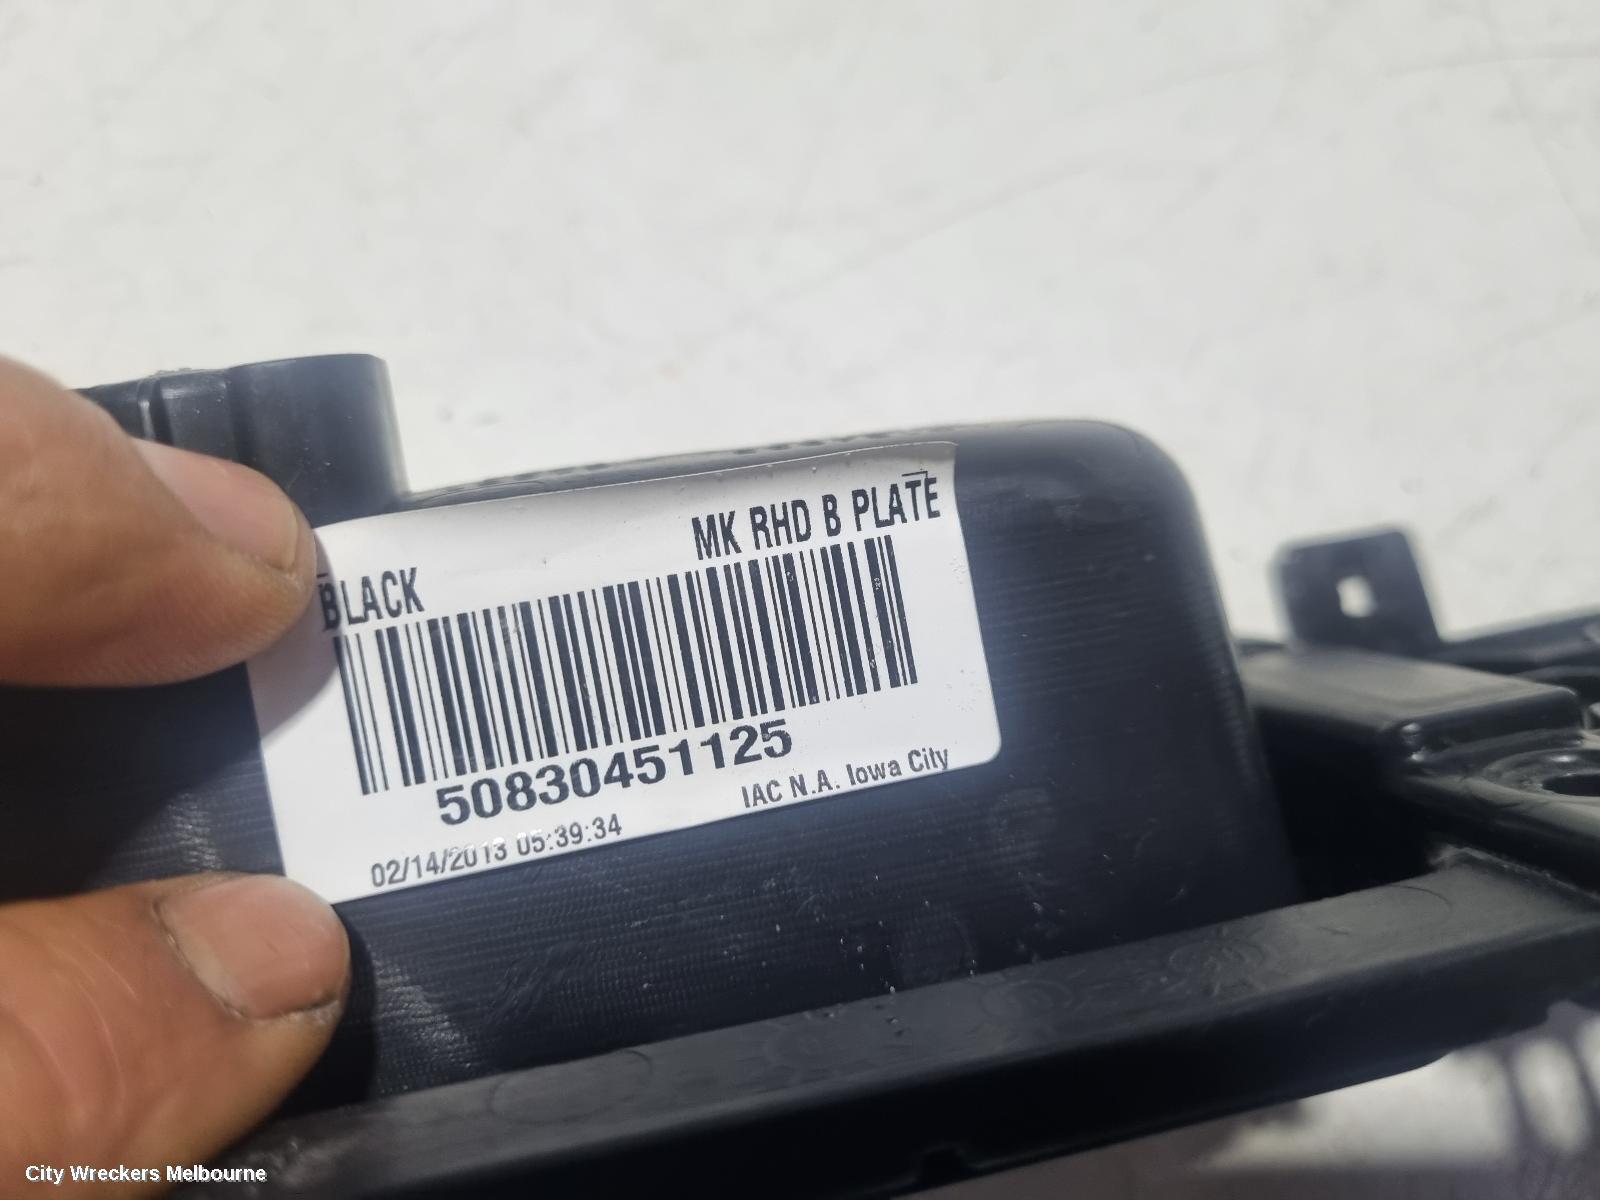 BLACK
MK RHD B PLATE
50830451125
02/14/2013 05:39:34
IAC N.A. Iowa City
City Wreckers Melbourne